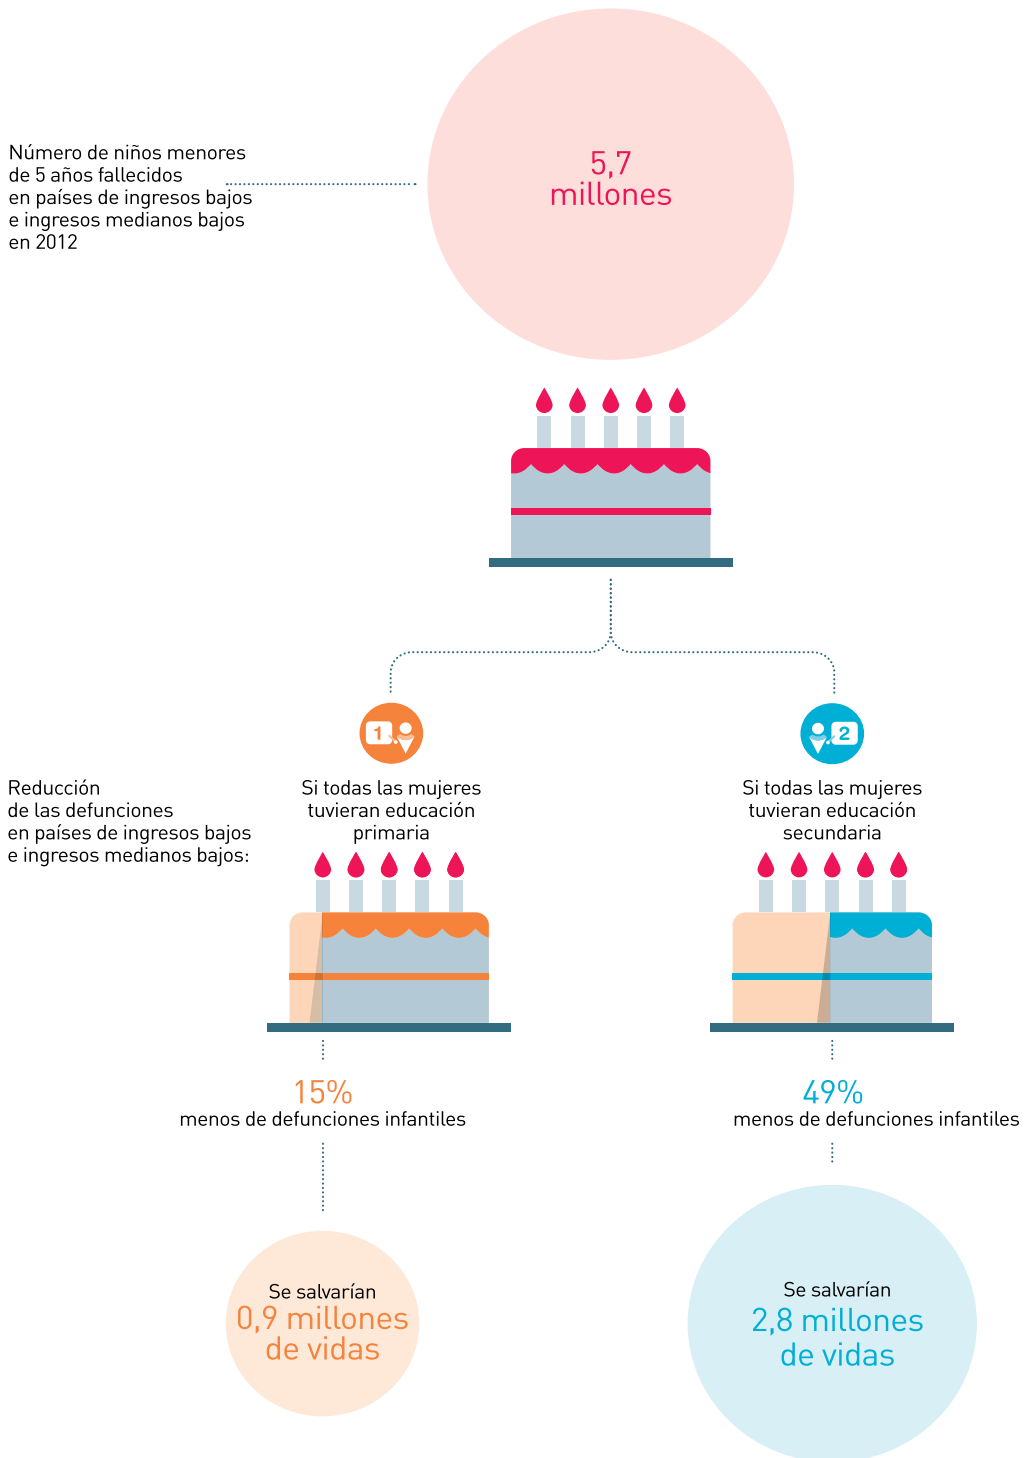 Número de niños menores
de 5 años fallecidos
en países de ingresos bajos
e ingresos medianos bajos
en 2012
5,7
millones
1
2
Reducción
de las defunciones
en países de ingresos bajos
e ingresos medianos bajos:
Si todas las mujeres
tuvieran educación
primaria
Si todas las mujeres
tuvieran educación
secundaria
15%
menos de defunciones infantiles
49%
menos de defunciones infantiles
Se salvarían
0,9 millones
de vidas
Se salvarían
2,8 millones
de vidas